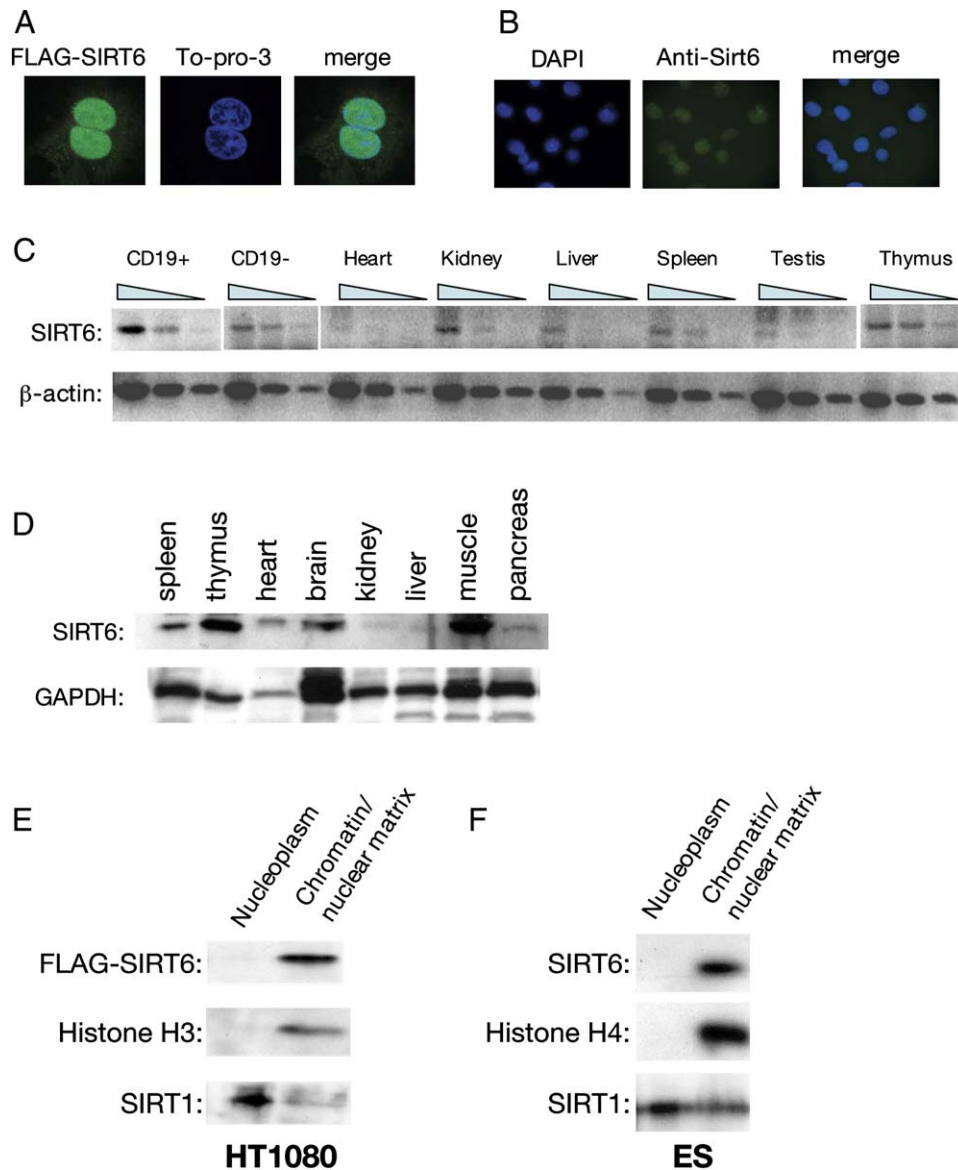 A
FLAG-SIRT6 To-pro-3 merge
B
DAPI Anti-Sirt6 merge
C
CD19+ CD19- Heart Kidney Liver Spleen Testis Thymus
SIRT6:
β-actin:
D
spleen thymus heart brain kidney liver muscle pancreas
SIRT6:
GAPDH:
E
Nucleoplasm
Chromatin/
nuclear matrix
FLAG-SIRT6:
Histone H3:
SIRT1:
HT1080
F
Nucleoplasm
Chromatin/
nuclear matrix
SIRT6:
Histone H4:
SIRT1:
ES